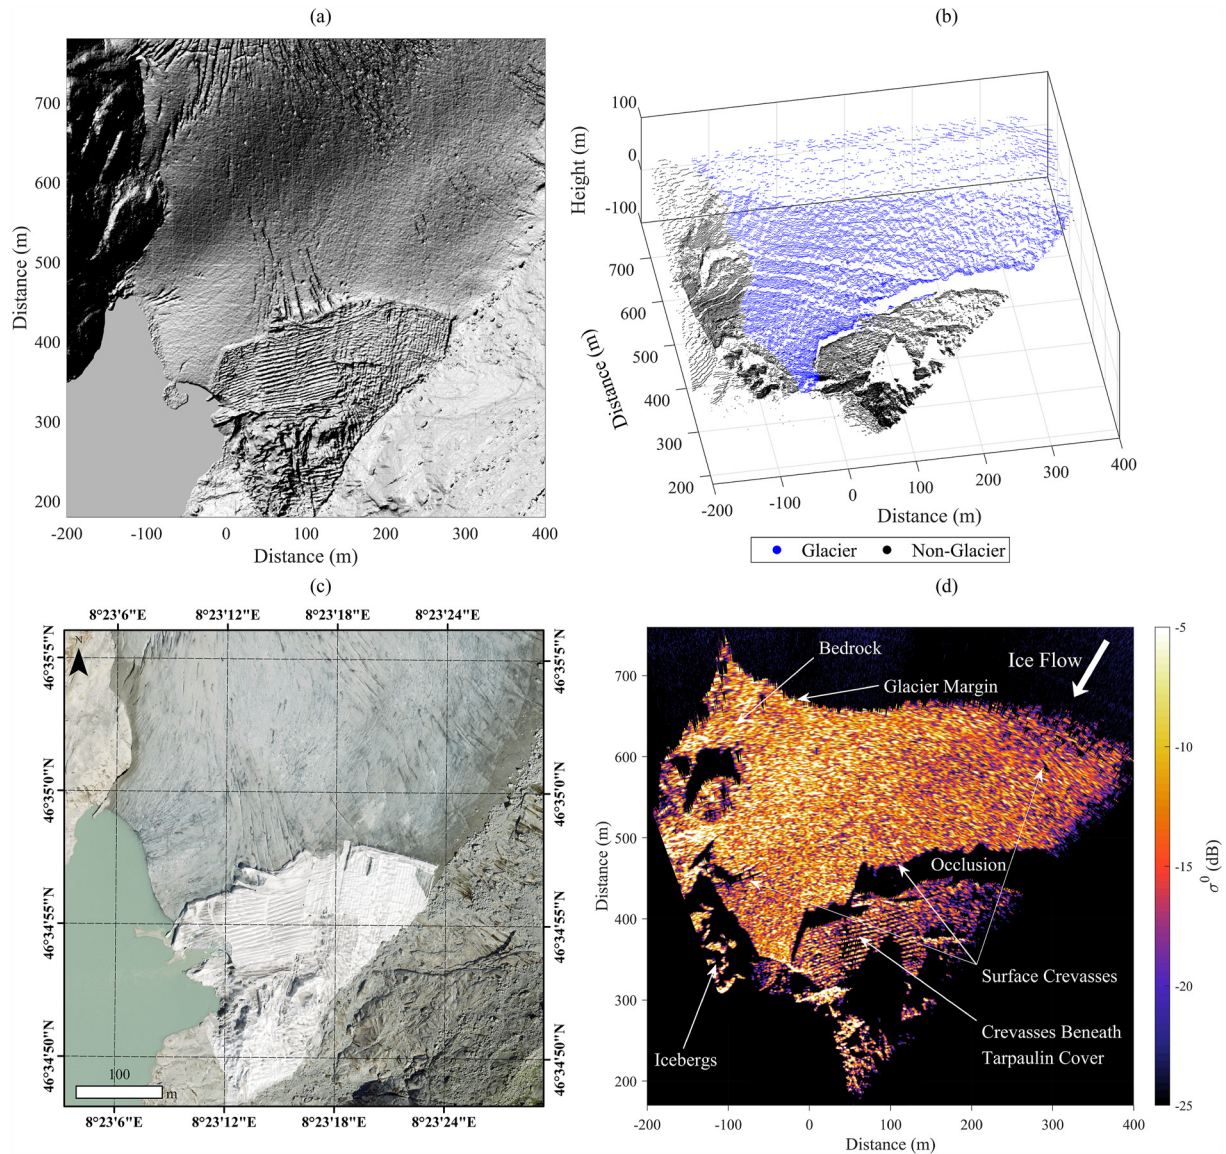 (a)
700
600
500
400
300
200
-200
-100
0
100
200
300
400
Distance (m)
Distance (m)
(b)
100
0
-100
Height (m)
700
600
500
400
300
200
Distance (m)
-200
-100
0
100
200
300
400
Distance (m)
Glacier
Non-Glacier
(c)
8°23'6"E
8°23'12"E
8°23'18"E
8°23'24"E
N
46°35'5"N
46°35'0"N
46°34'55"N
46°34'50"N
46°35'5"N
46°35'0"N
46°34'55"N
46°34'50"N
100
m
8°23'6"E
8°23'12"E
8°23'18"E
8°23'24"E
(d)
Bedrock
Glacier Margin
Ice Flow
Occlusion
Surface Crevasses
Crevasses Beneath
Tarpaulin Cover
Icebergs
700
600
500
400
300
200
Distance (m)
-200
-100
0
100
200
300
400
Distance (m)
-5
-10
-15
-20
-25
σ⁰ (dB)